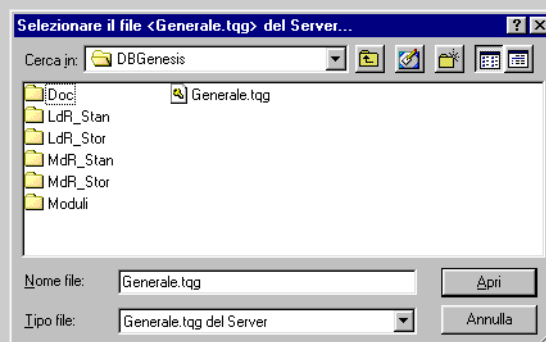 Selezionare il file <Generale.tqg> del Server...
Cerca in: DBGenesis
Doc Generale.tqg
LdR_Stan
LdR_Stor
MdR_Stan
MdR_Stor
Moduli
Nome file: Generale.tqg Apri
Tipo file: Generale.tqg del Server Annulla